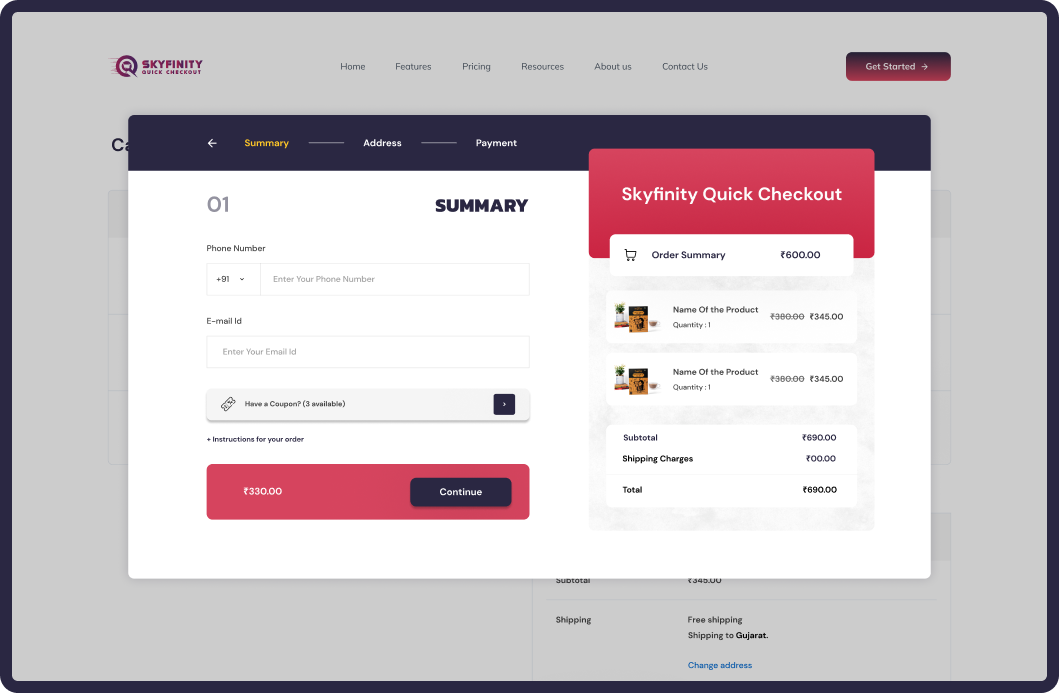 SKYFINITY
QUICK CHECKOUT
Home Features Pricing Resources About us Contact Us
Get Started →
Ca
← Summary Address Payment
01 SUMMARY
Phone Number
+91 Enter Your Phone Number
E-mail Id
Enter Your Email Id
Have a Coupon? (3 available) >
+ Instructions for your order
₹330.00 Continue
Skyfinity Quick Checkout
Order Summary ₹600.00
Name Of the Product
Quantity : 1
₹380.00 ₹345.00
Name Of the Product
Quantity : 1
₹380.00 ₹345.00
Subtotal ₹690.00
Shipping Charges ₹00.00
Total ₹690.00
Subtotal ₹345.00
Shipping Free shipping
Shipping to Gujarat.
Change address